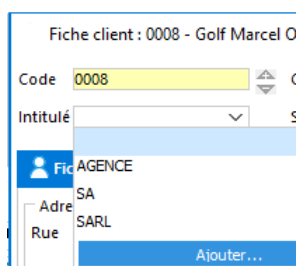 Fiche client : 0008 - Golf Marcel O
Code 0008
Intitulé
AGENCE
Fic
SA
Adre
SARL
Rue
Ajouter...